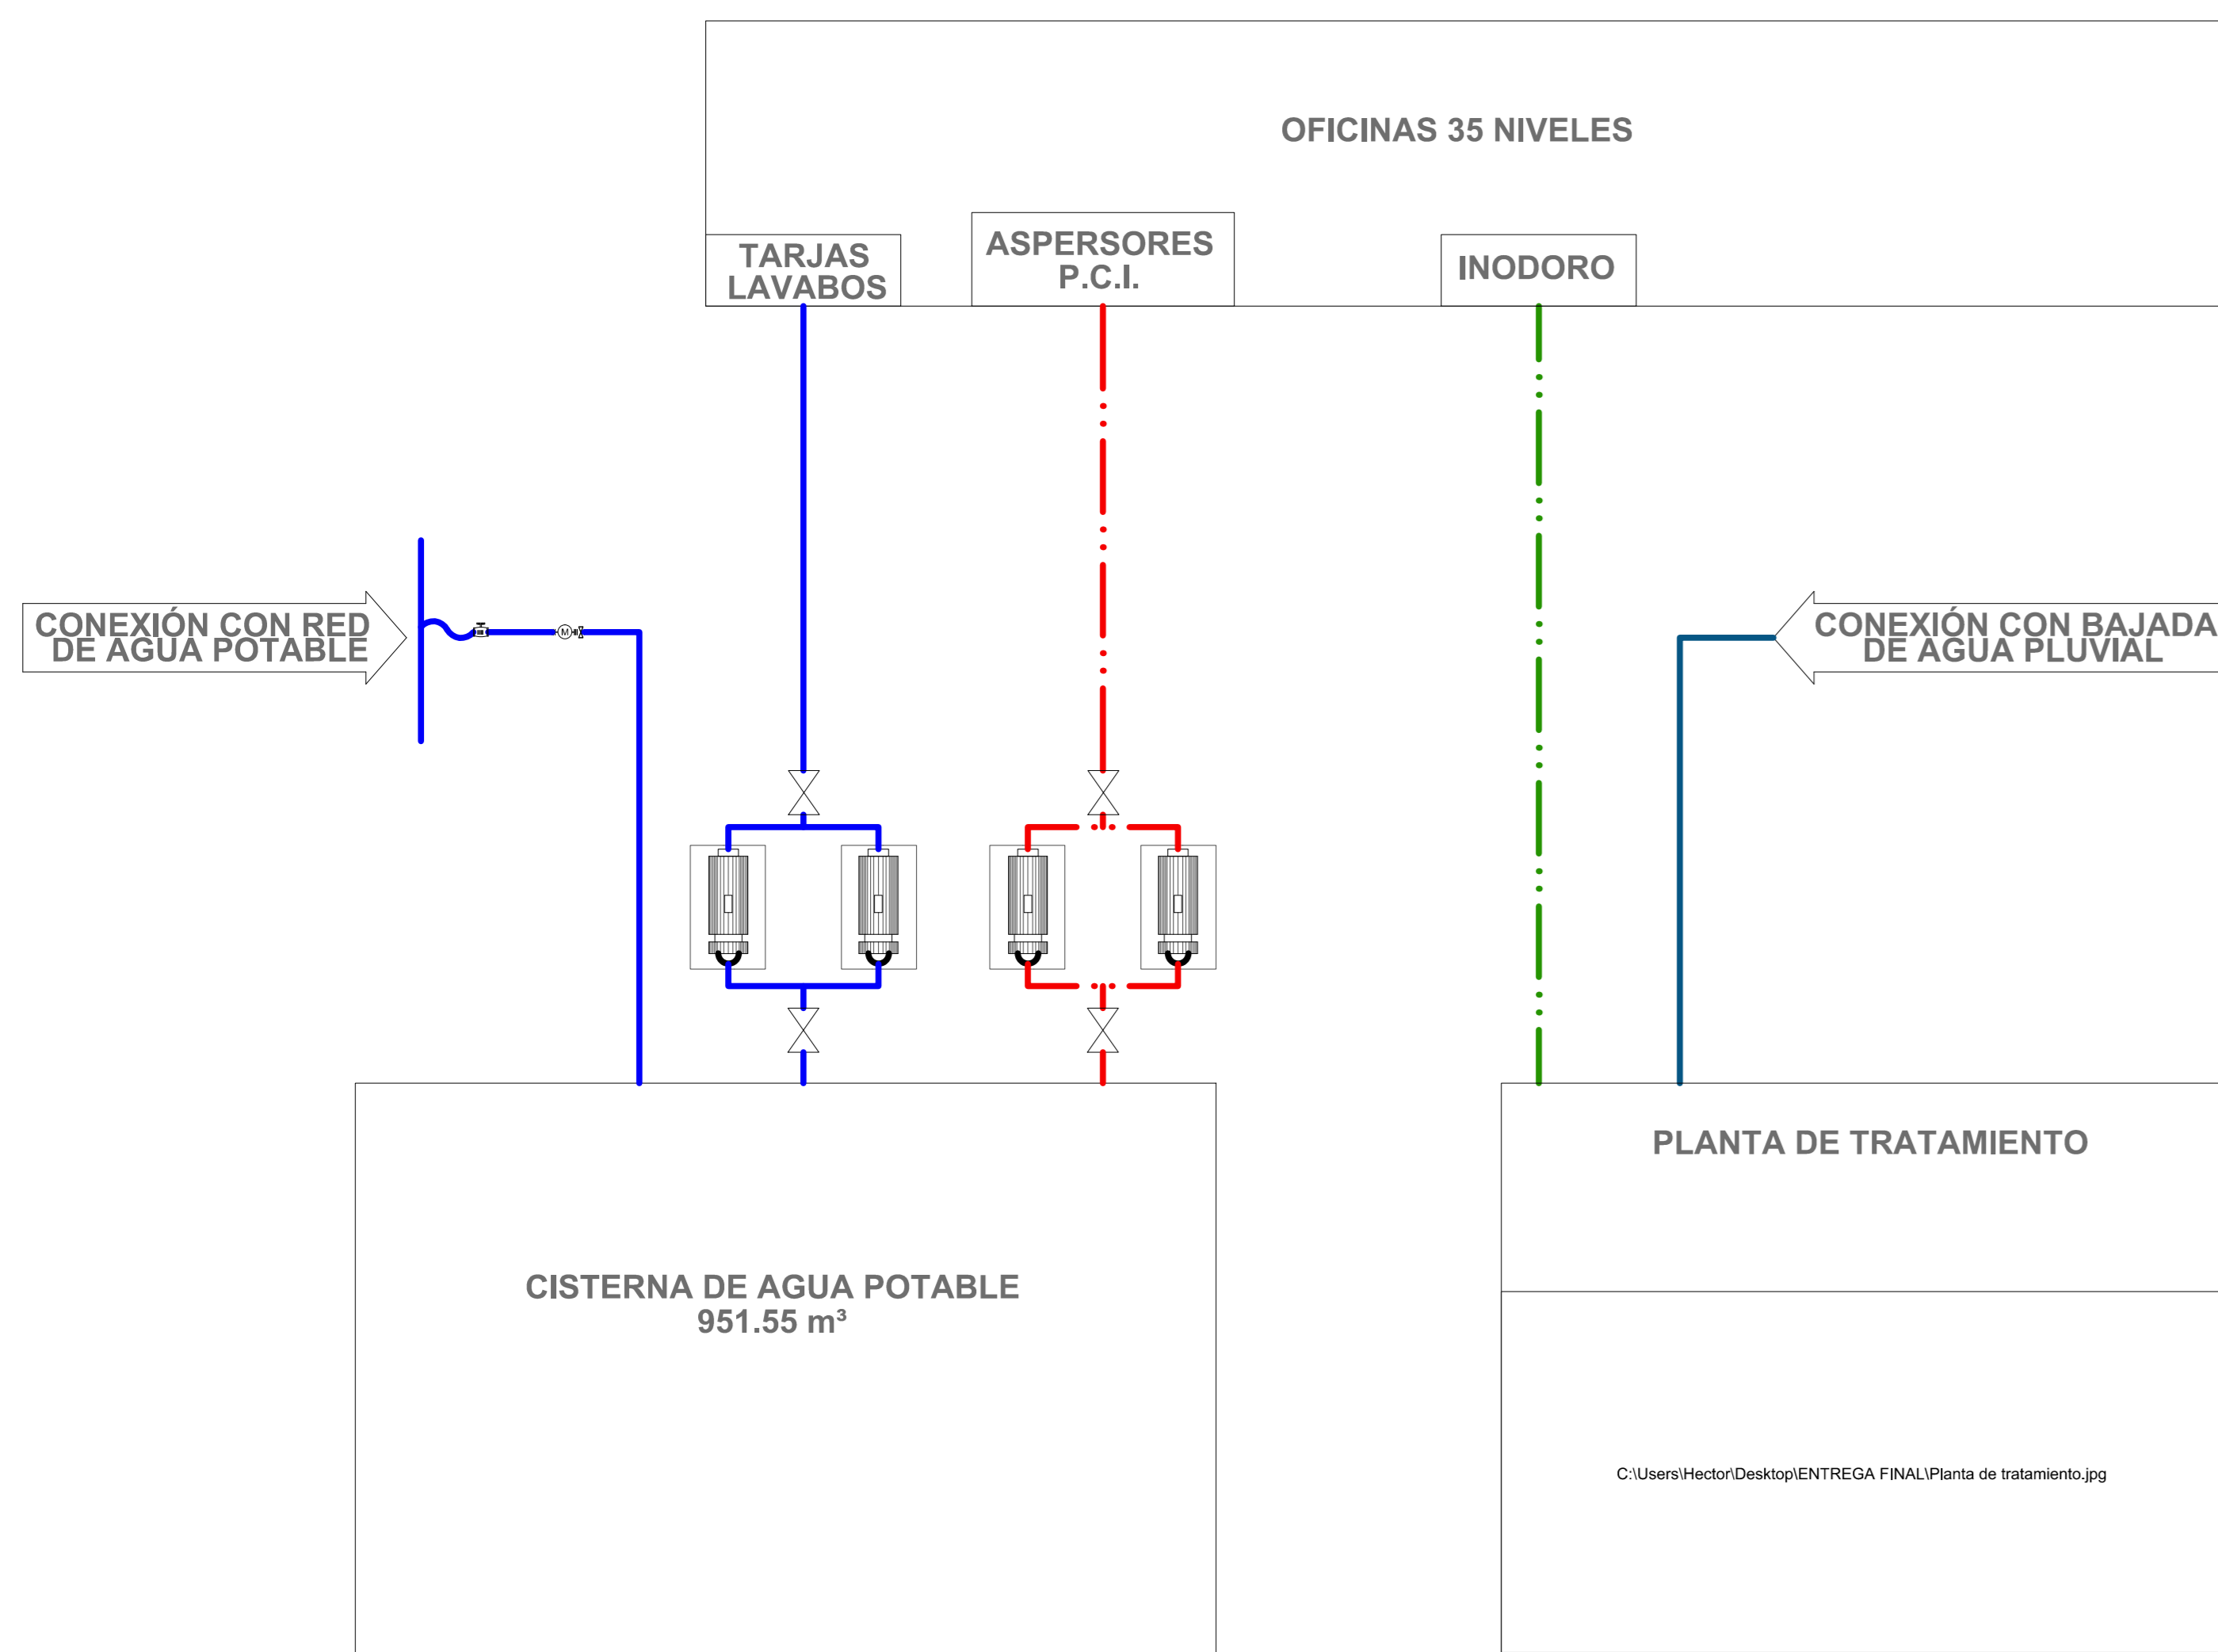 OFICINAS 35 NIVELES
TARJAS
LAVABOS
ASPERSORES
P.C.I.
INODORO
CONEXIÓN CON RED
DE AGUA POTABLE
M
CONEXIÓN CON BAJADA
DE AGUA PLUVIAL
PLANTA DE TRATAMIENTO
CISTERNA DE AGUA POTABLE
951.55 m³
C:\Users\Hector\Desktop\ENTREGA FINAL\Planta de tratamiento.jpg